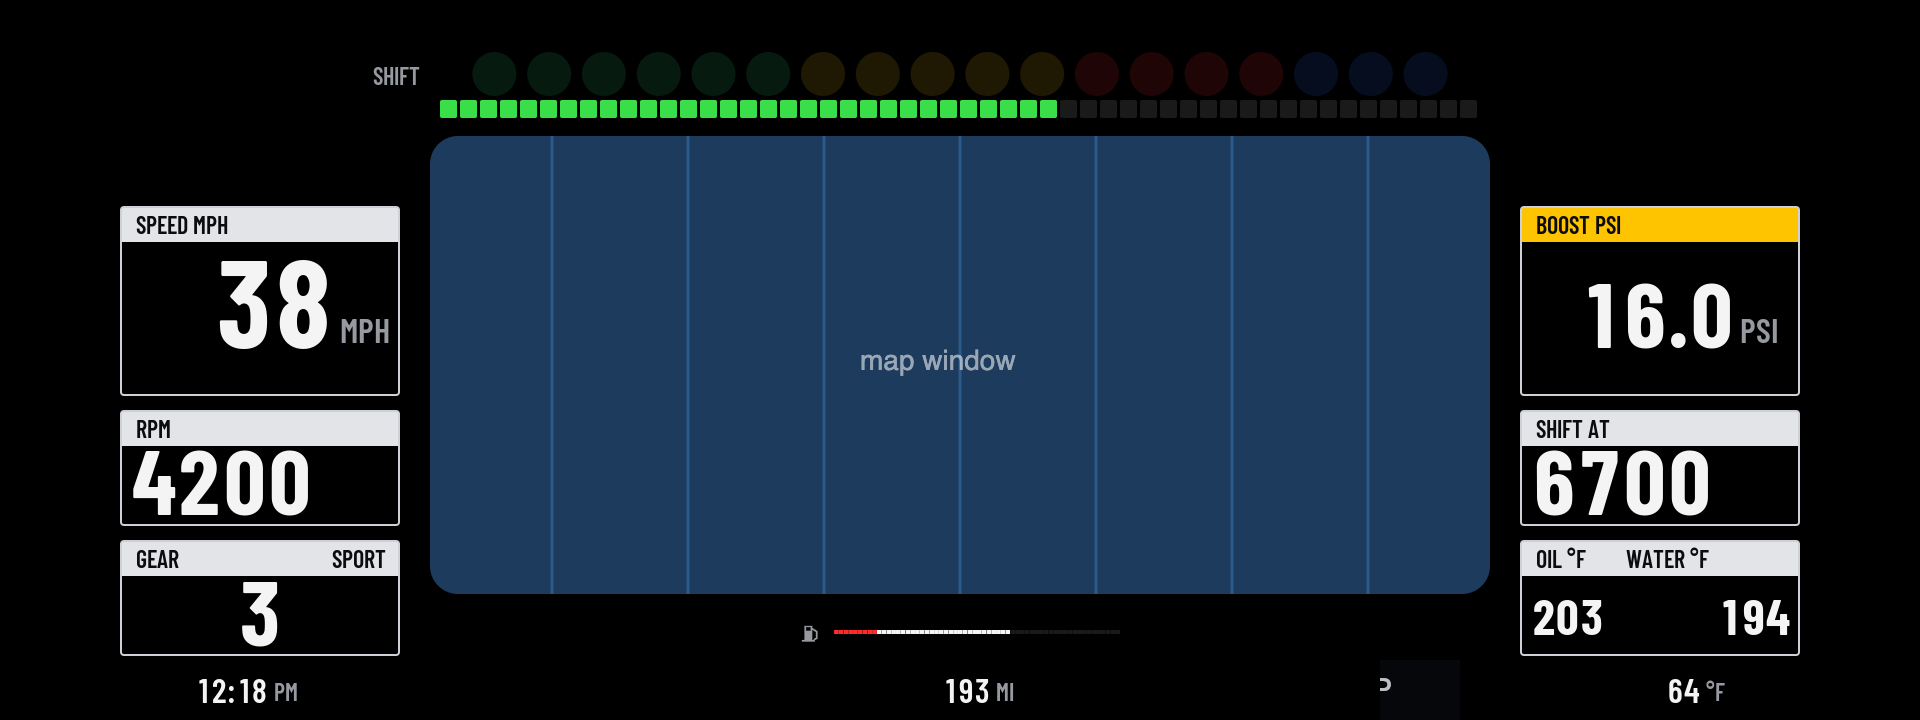 SHIFT
SPEED MPH
38 MPH
RPM
4200
GEAR SPORT
3
12:18 PM
map window
193 MI
BOOST PSI
16.0 PSI
SHIFT AT
6700
OIL °F WATER °F
203 194
64 °F